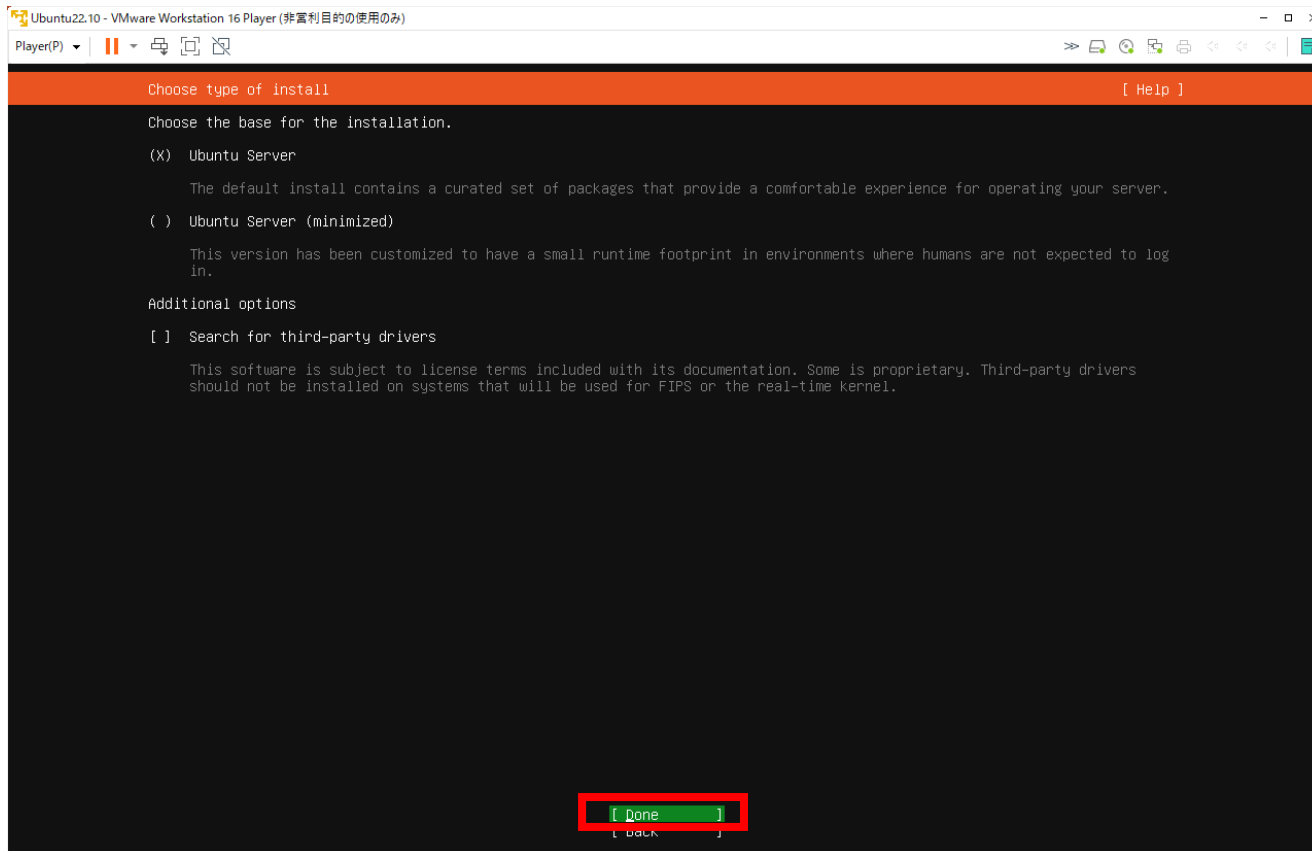 Ubuntu22.10 - VMware Workstation 16 Player (非営利目的の使用のみ)
Player(P)
Choose type of install [ Help ]
Choose the base for the installation.
(X) Ubuntu Server
The default install contains a curated set of packages that provide a comfortable experience for operating your server.
( ) Ubuntu Server (minimized)
This version has been customized to have a small runtime footprint in environments where humans are not expected to log
in.
Additional options
[ ] Search for third-party drivers
This software is subject to license terms included with its documentation. Some is proprietary. Third-party drivers
should not be installed on systems that will be used for FIPS or the real-time kernel.
[ Done ]
[ Back ]